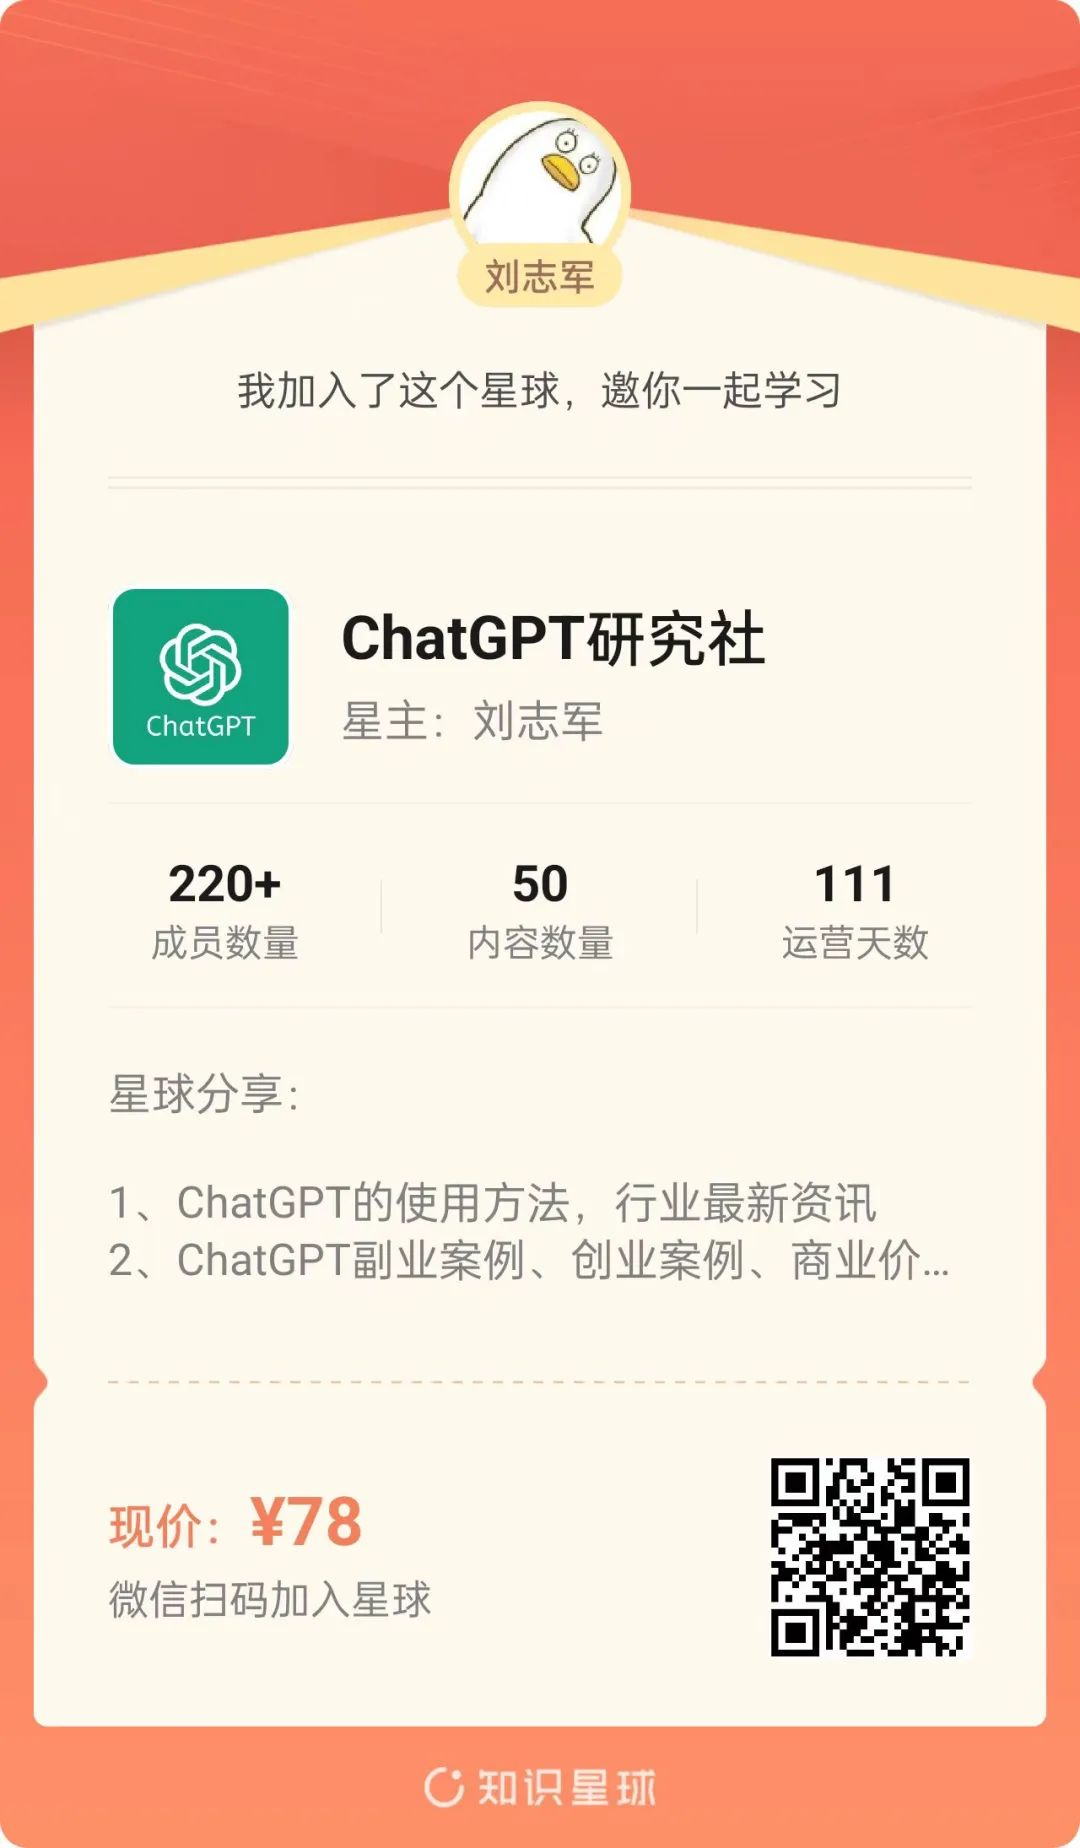 刘志军
我加入了这个星球，邀你一起学习
ChatGPT
ChatGPT研究社
星主：刘志军
220+
成员数量
50
内容数量
111
运营天数
星球分享：
1、ChatGPT的使用方法，行业最新资讯
2、ChatGPT副业案例、创业案例、商业价...
现价：¥78
微信扫码加入星球
知识星球